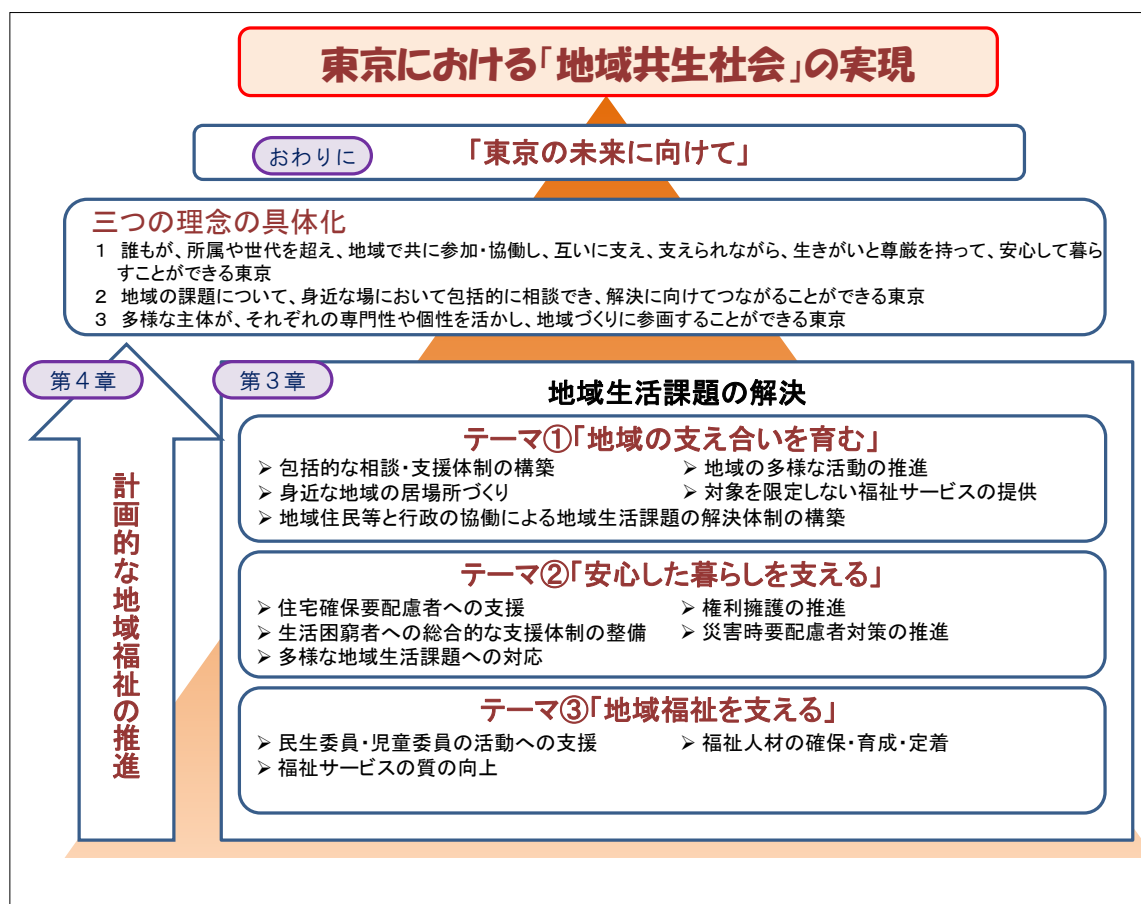 東京における「地域共生社会」の実現
おわりに
「東京の未来に向けて」
三つの理念の具体化
1 誰もが、所属や世代を超え、地域で共に参加・協働し、互いに支え、支えられながら、生きがいと尊厳を持って、安心して暮ら
すことができる東京
2 地域の課題について、身近な場において包括的に相談でき、解決に向けてつながることができる東京
3 多様な主体が、それぞれの専門性や個性を活かし、地域づくりに参画することができる東京
第4章
計画的な地域福祉の推進
第3章
地域生活課題の解決
テーマ①「地域の支え合いを育む」
➢ 包括的な相談・支援体制の構築
➢ 地域の多様な活動の推進
➢ 身近な地域の居場所づくり
➢ 対象を限定しない福祉サービスの提供
➢ 地域住民等と行政の協働による地域生活課題の解決体制の構築
テーマ②「安心した暮らしを支える」
➢ 住宅確保要配慮者への支援
➢ 権利擁護の推進
➢ 生活困窮者への総合的な支援体制の整備
➢ 災害時要配慮者対策の推進
➢ 多様な地域生活課題への対応
テーマ③「地域福祉を支える」
➢ 民生委員・児童委員の活動への支援
➢ 福祉人材の確保・育成・定着
➢ 福祉サービスの質の向上